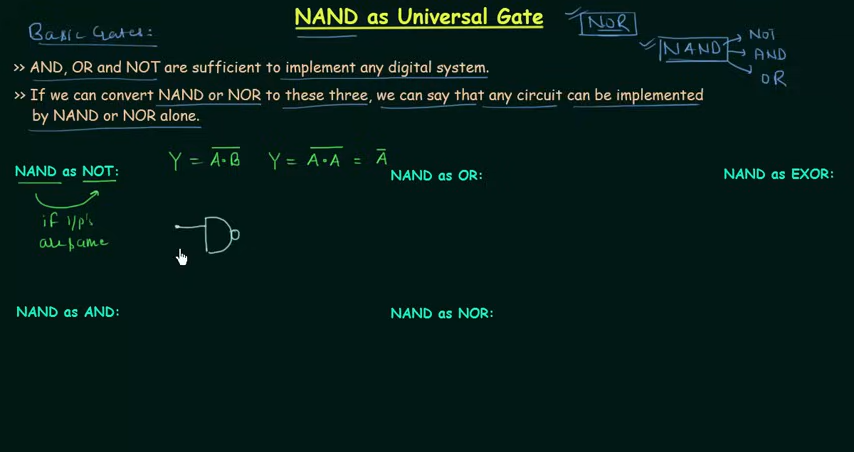 NAND as Universal Gate
Basic Gates:
NOR
NAND
NOT
AND
OR
>> AND, OR and NOT are sufficient to implement any digital system.
>> If we can convert NAND or NOR to these three, we can say that any circuit can be implemented
by NAND or NOR alone.
NAND as NOT:
Y = \overline{A·B} Y = \overline{A·A} = \overline{A}
NAND as OR:
NAND as EXOR:
if I/p's
are same
NAND as AND:
NAND as NOR: